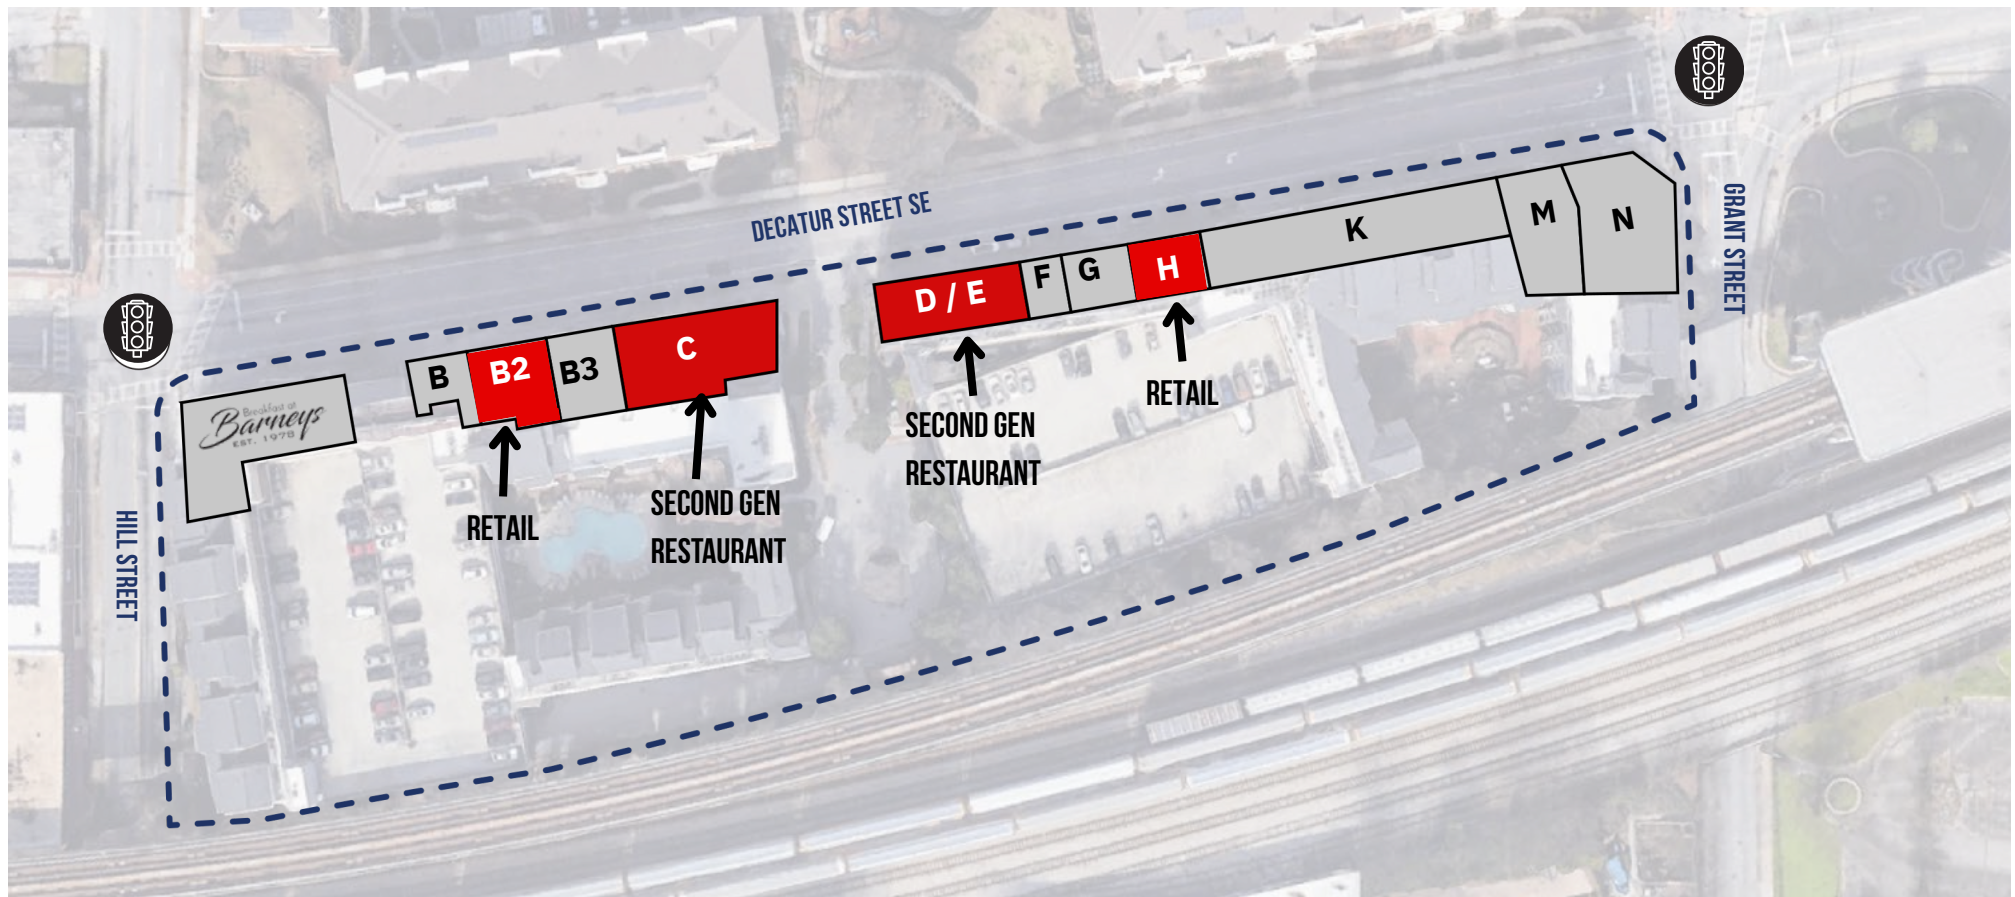 DECATUR STREET SE
GRANT STREET
HILL STREET
Breakfast at
Barneys
EST. 1978
B
B2
B3
C
D / E
F
G
H
K
M
N
RETAIL
SECOND GEN
RESTAURANT
SECOND GEN
RESTAURANT
RETAIL